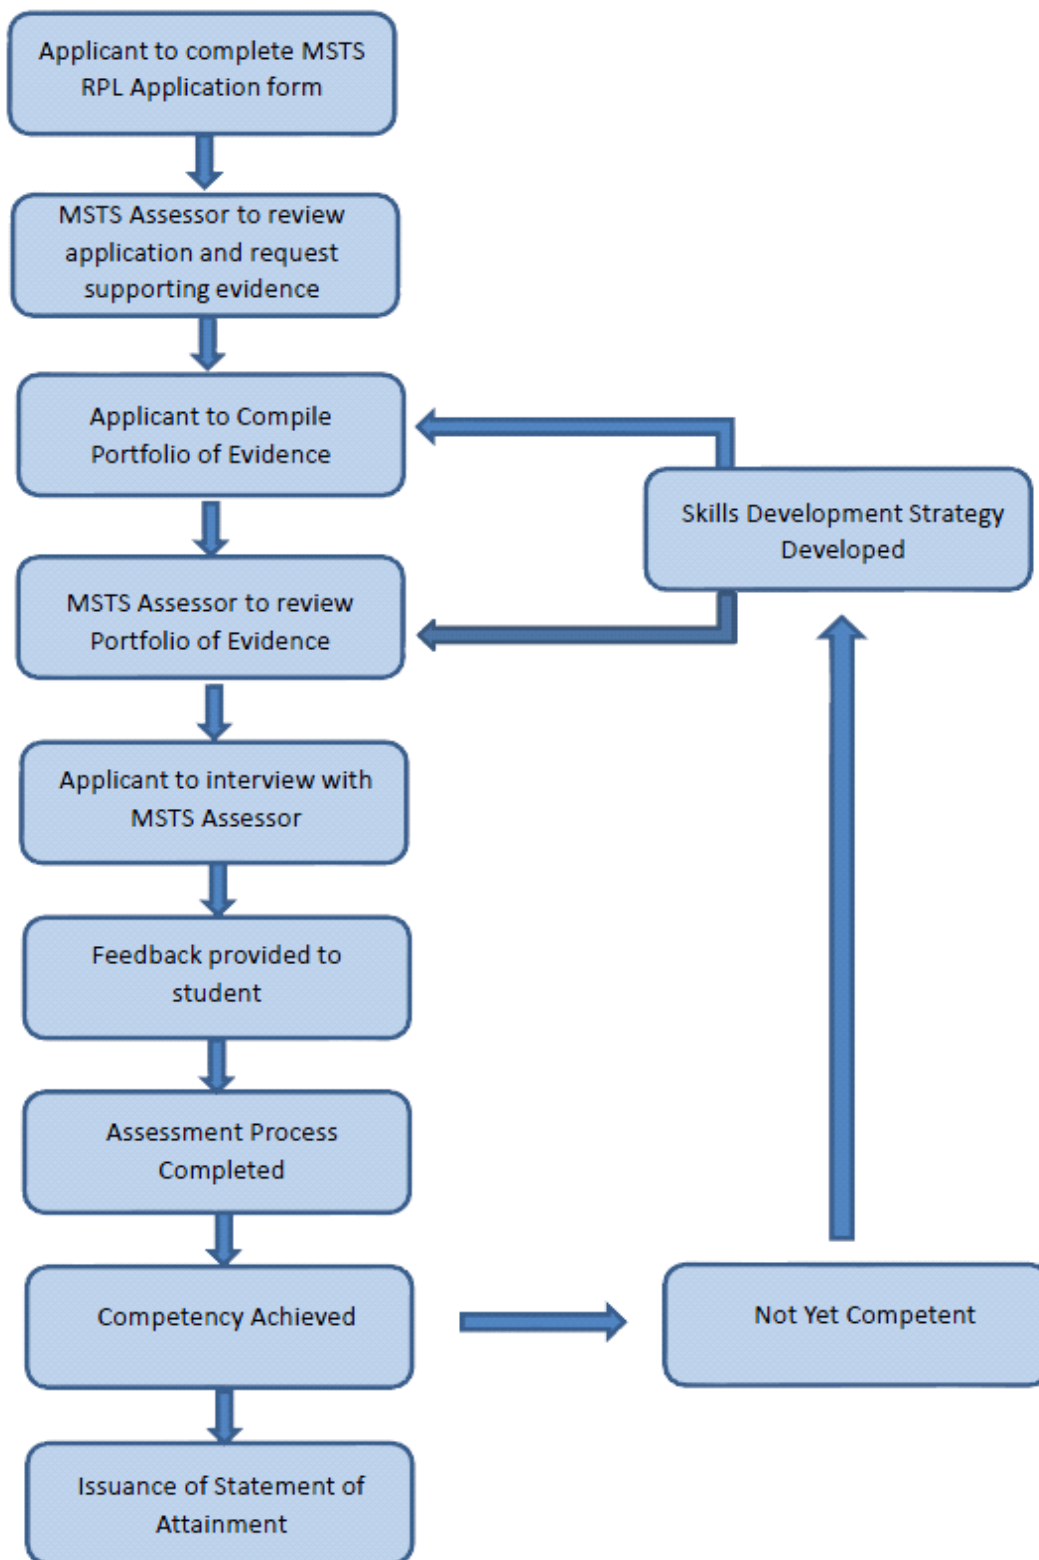 Applicant to complete MSTS
RPL Application form
MSTS Assessor to review
application and request
supporting evidence
Applicant to Compile
Portfolio of Evidence
Skills Development Strategy
Developed
MSTS Assessor to review
Portfolio of Evidence
Applicant to interview with
MSTS Assessor
Feedback provided to
student
Assessment Process
Completed
Competency Achieved
Not Yet Competent
Issuance of Statement of
Attainment